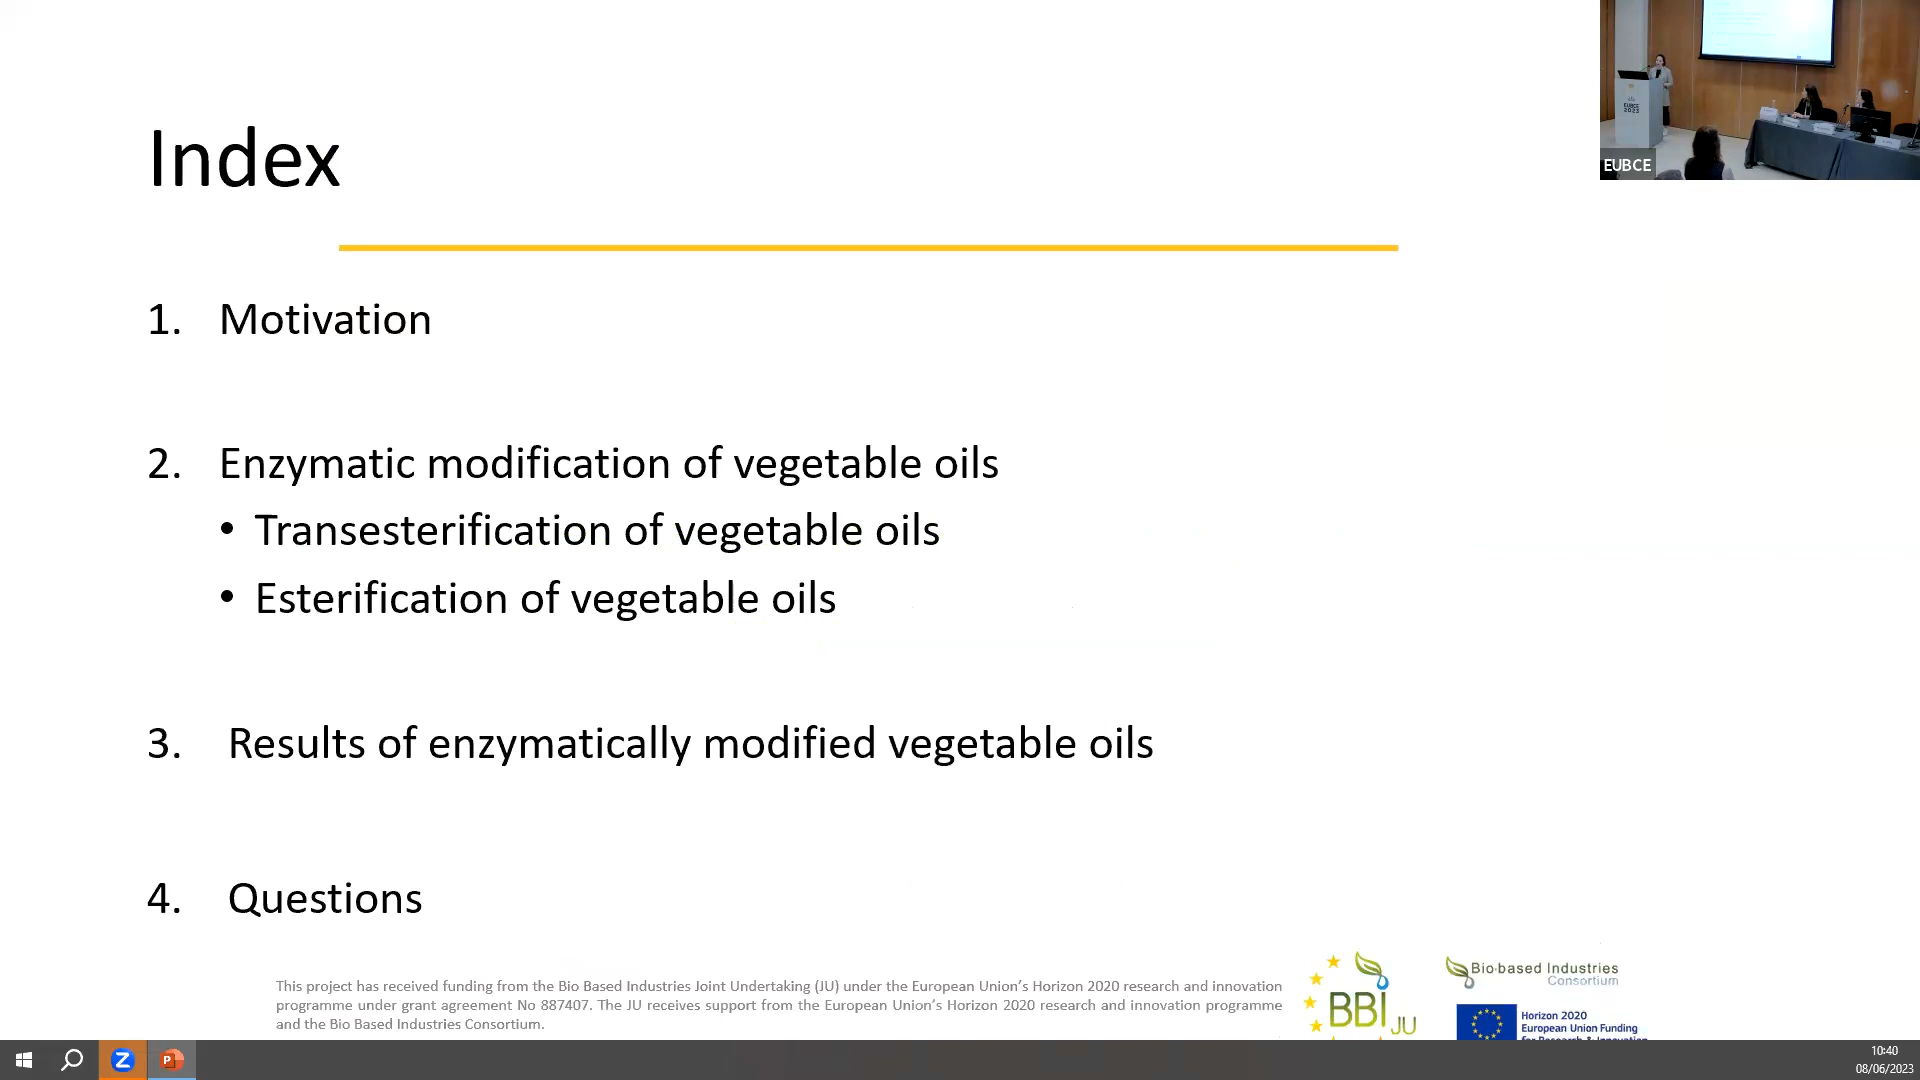 Index
1. Motivation
2. Enzymatic modification of vegetable oils
• Transesterification of vegetable oils
• Esterification of vegetable oils
3. Results of enzymatically modified vegetable oils
4. Questions
This project has received funding from the Bio Based Industries Joint Undertaking (JU) under the European Union's Horizon 2020 research and innovation
programme under grant agreement No 887407. The JU receives support from the European Union's Horizon 2020 research and innovation programme
and the Bio Based Industries Consortium.
BBI JU
Bio-based Industries
Consortium
Horizon 2020
European Union Funding
for Research & Innovation
EUBCE
2023
EUBCE
Z
P
10:40
08/06/2023